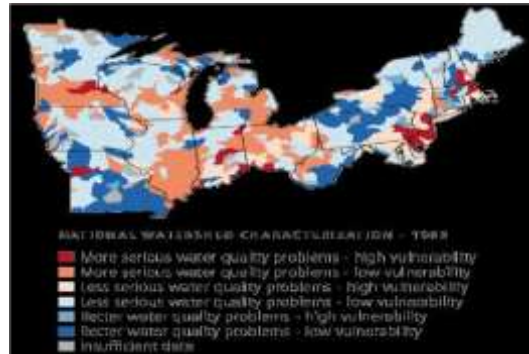 NATIONAL WATERSHED CHARACTERIZATION - 1999
More serious water quality problems - high vulnerability
More serious water quality problems - low vulnerability
Less serious water quality problems - high vulnerability
Less serious water quality problems - low vulnerability
Better water quality problems - high vulnerability
Better water quality problems - low vulnerability
Insufficient data